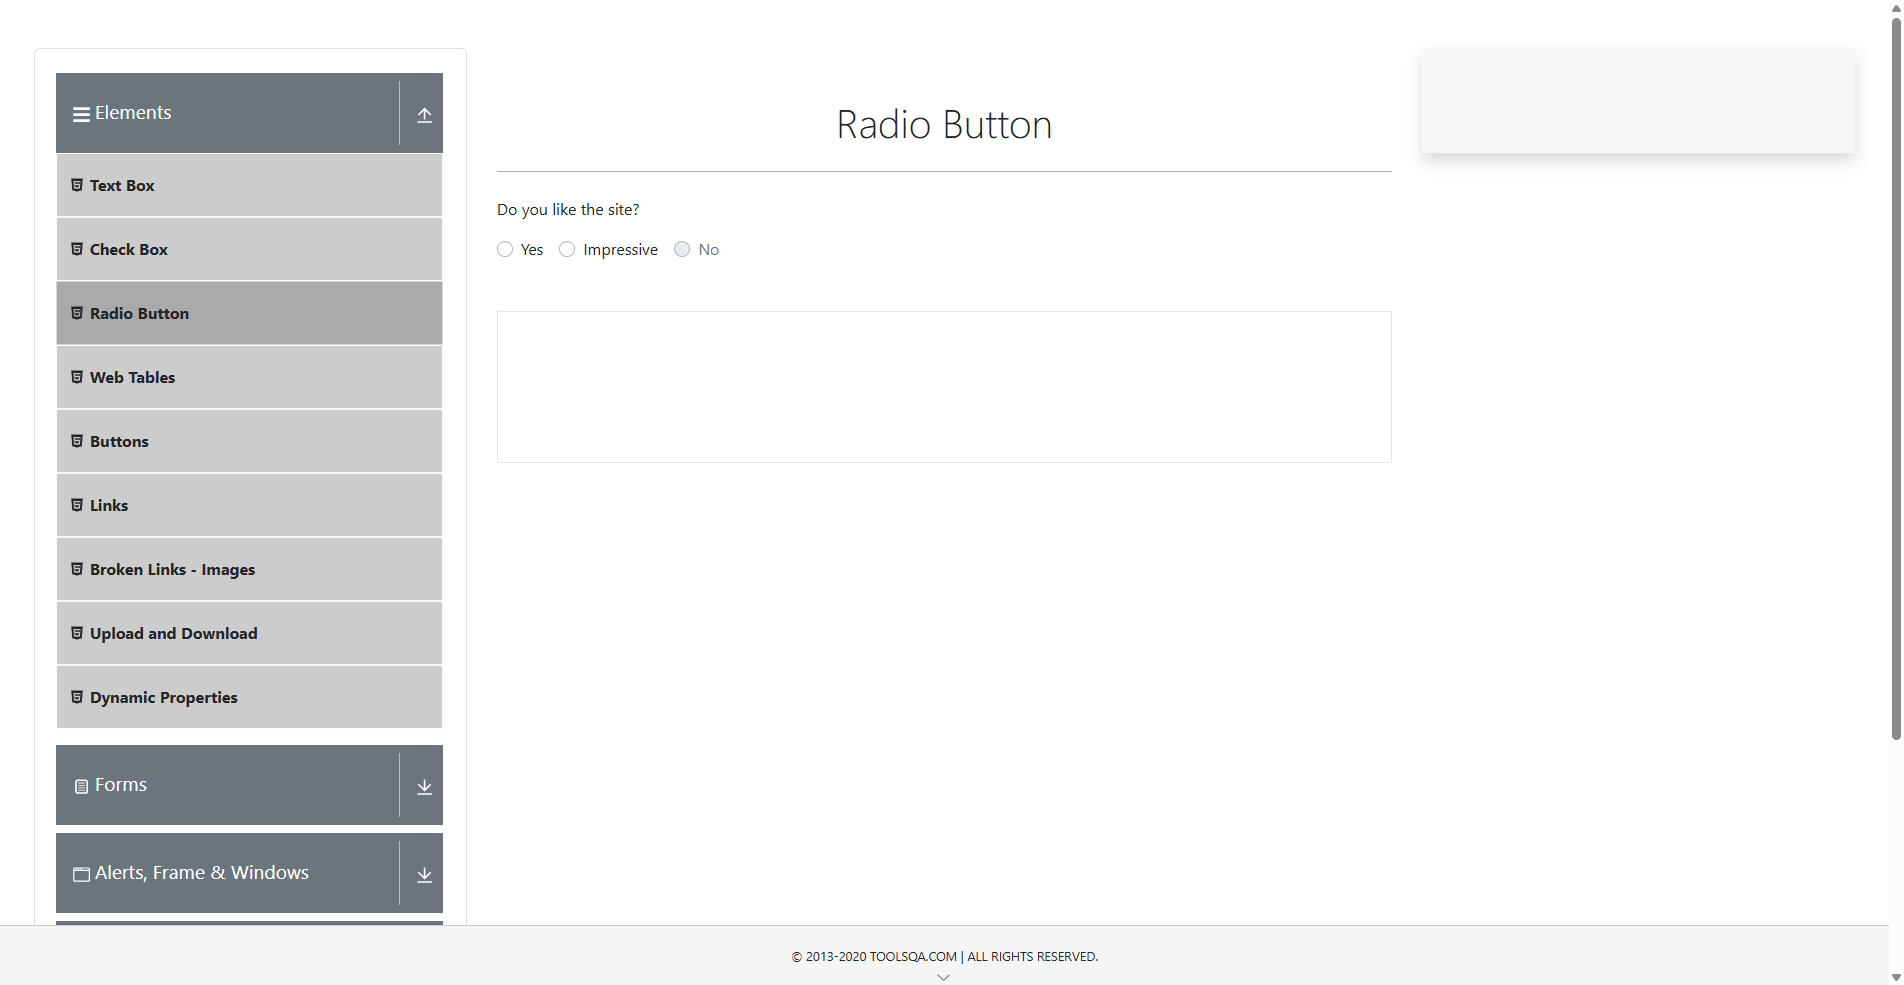 Elements
Text Box
Check Box
Radio Button
Web Tables
Buttons
Links
Broken Links - Images
Upload and Download
Dynamic Properties
Forms
Alerts, Frame & Windows
Radio Button
Do you like the site?
Yes Impressive No
© 2013-2020 TOOLSQA.COM | ALL RIGHTS RESERVED.